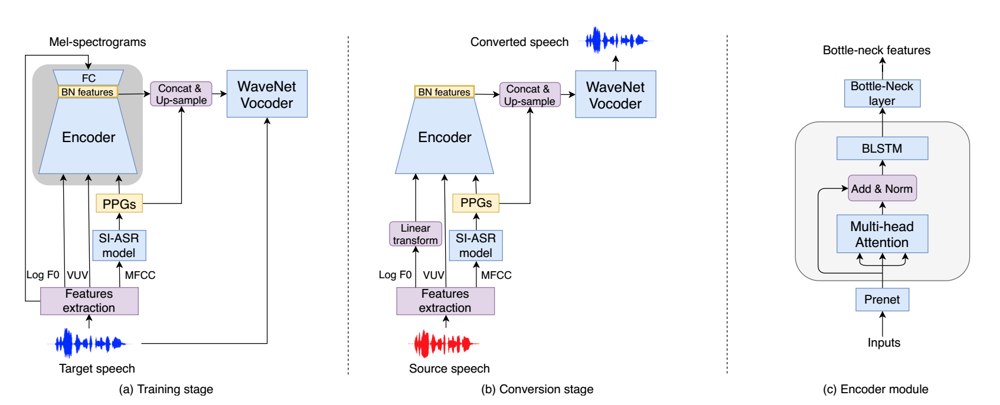 Mel-spectrograms
FC
BN features
Encoder
Concat &
Up-sample
WaveNet
Vocoder
PPGs
SI-ASR
model
Log F0
VUV
MFCC
Features
extraction
Target speech
(a) Training stage
Converted speech
BN features
Encoder
Concat &
Up-sample
WaveNet
Vocoder
PPGs
Linear
transform
SI-ASR
model
Log F0
VUV
MFCC
Features
extraction
Source speech
(b) Conversion stage
Bottle-neck features
Bottle-Neck
layer
BLSTM
Add & Norm
Multi-head
Attention
Prenet
Inputs
(c) Encoder module